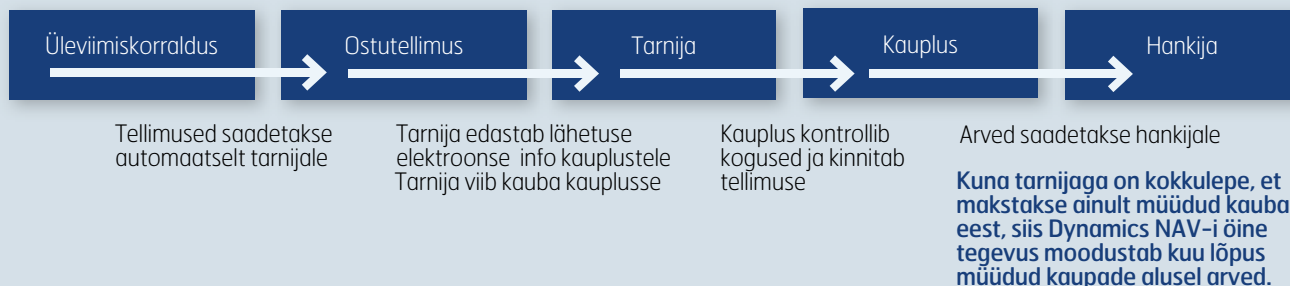 Üleviimiskorraldus
Ostutellimus
Tarnija
Kauplus
Hankija
Tellimused saadetakse
automaatselt tarnijale
Tarnija edastab lähetuse
elektroonse info kauplustele
Tarnija viib kauba kauplusse
Kauplus kontrollib
kogused ja kinnitab
tellimuse
Arved saadetakse hankijale
Kuna tarnijaga on kokkulepe, et
makstakse ainult müüdud kauba
eest, siis Dynamics NAV-i öine
tegevus moodustab kuu lõpus
müüdud kaupade alusel arved.